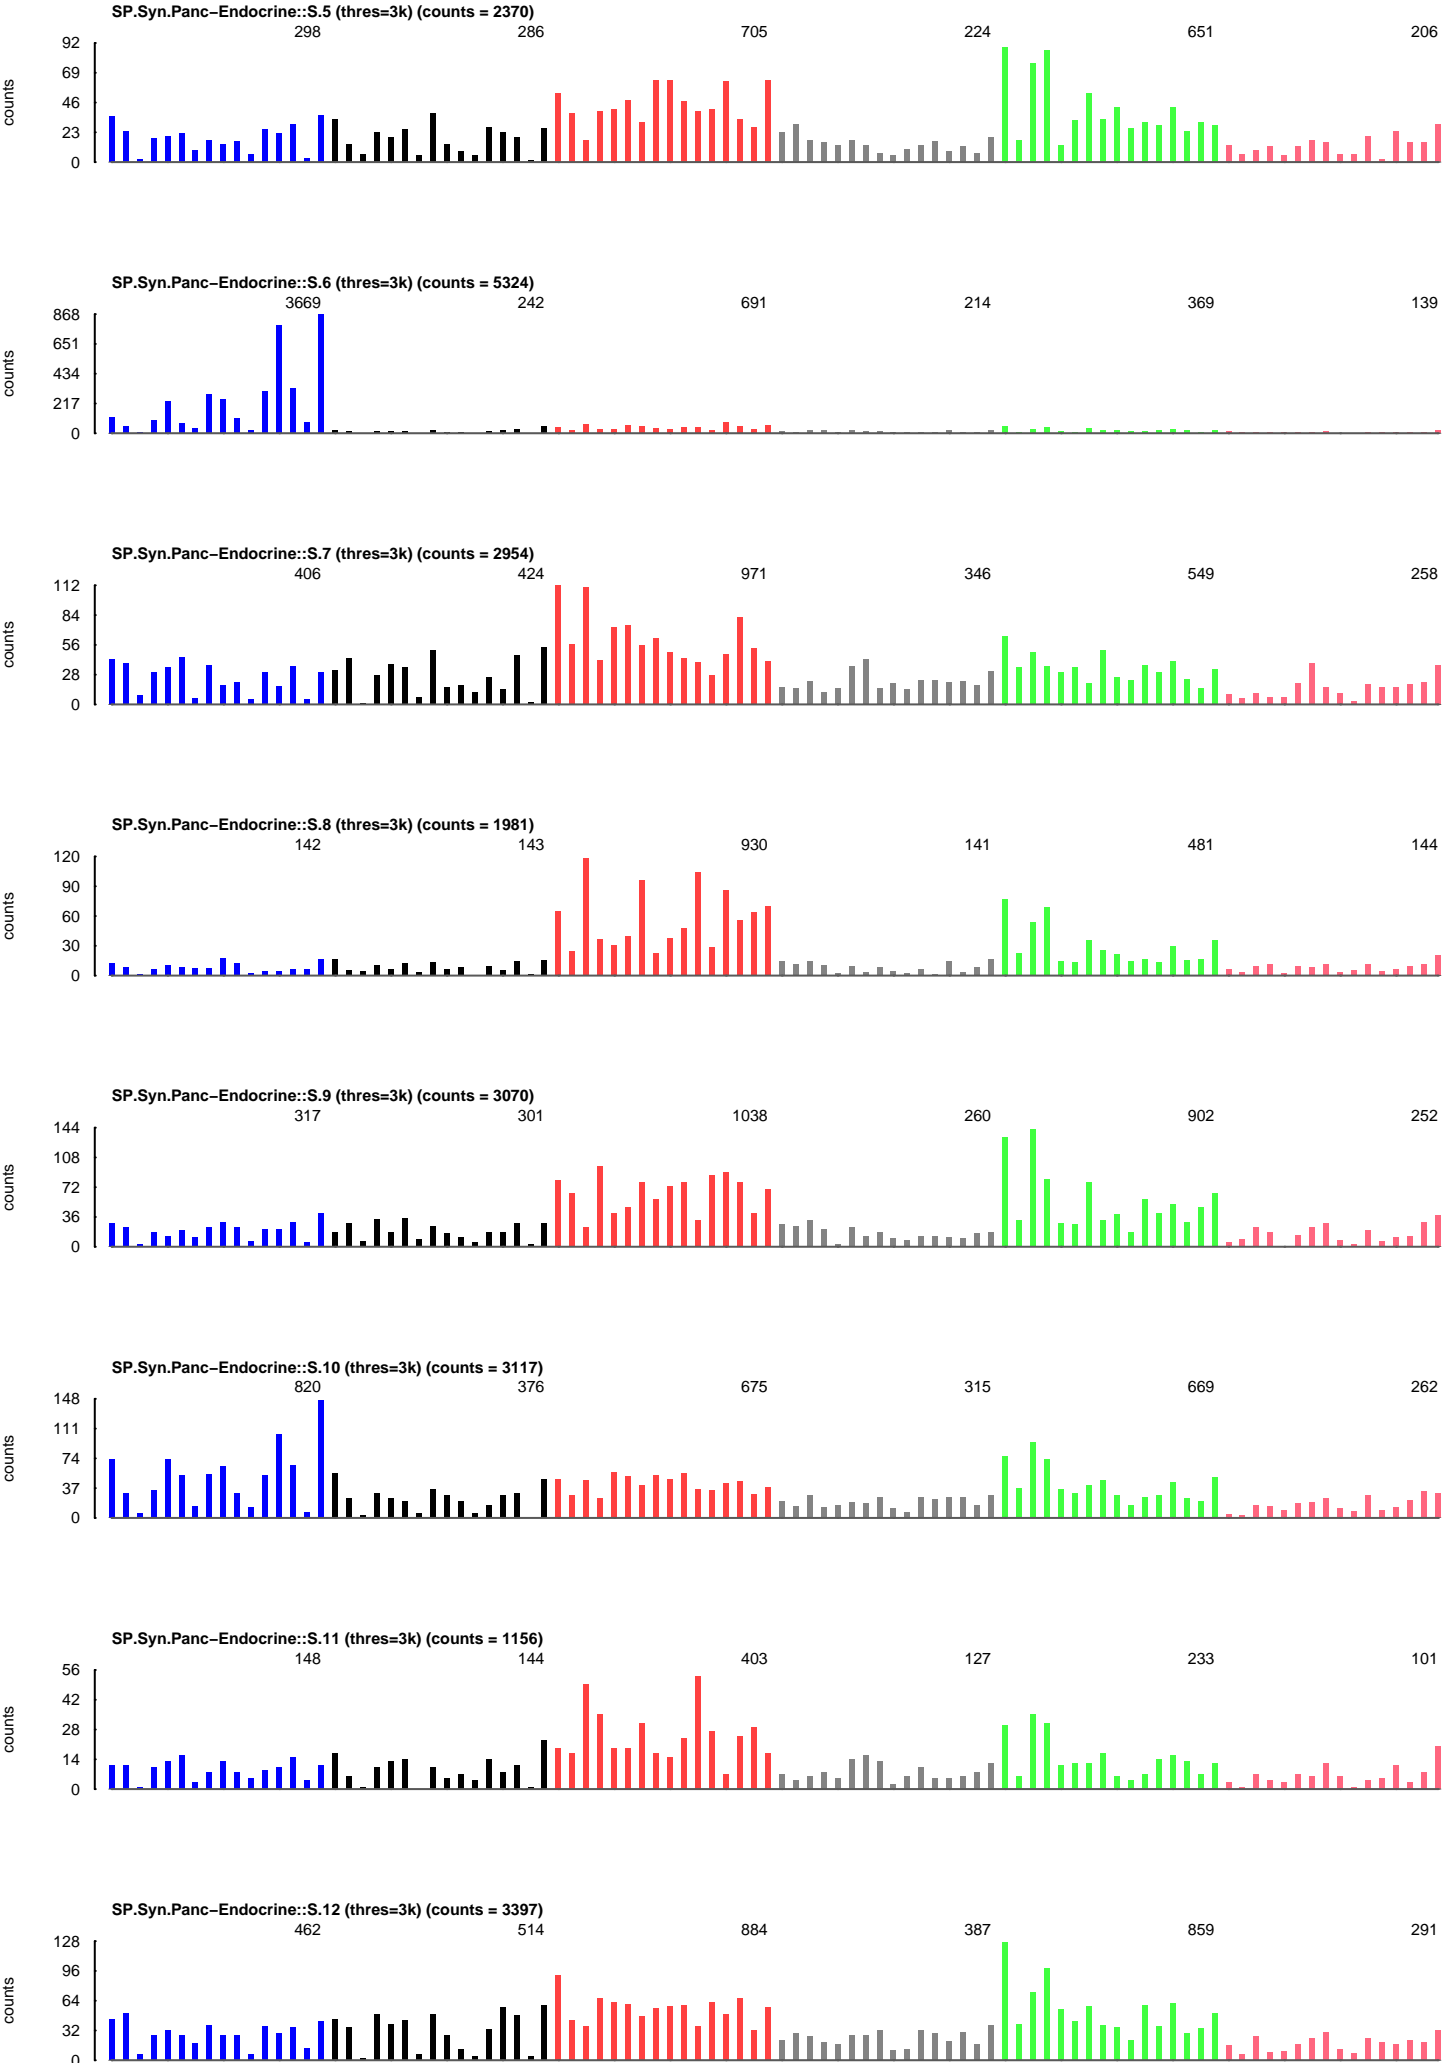 SP.Syn.Panc−Endocrine::S.5 (thres=3k) (counts = 2370)
298 286 705 224 651 206
92
69
46
23
0
counts
SP.Syn.Panc−Endocrine::S.6 (thres=3k) (counts = 5324)
3669 242 691 214 369 139
868
651
434
217
0
counts
SP.Syn.Panc−Endocrine::S.7 (thres=3k) (counts = 2954)
406 424 971 346 549 258
112
84
56
28
0
counts
SP.Syn.Panc−Endocrine::S.8 (thres=3k) (counts = 1981)
142 143 930 141 481 144
120
90
60
30
0
counts
SP.Syn.Panc−Endocrine::S.9 (thres=3k) (counts = 3070)
317 301 1038 260 902 252
144
108
72
36
0
counts
SP.Syn.Panc−Endocrine::S.10 (thres=3k) (counts = 3117)
820 376 675 315 669 262
148
111
74
37
0
counts
SP.Syn.Panc−Endocrine::S.11 (thres=3k) (counts = 1156)
148 144 403 127 233 101
56
42
28
14
0
counts
SP.Syn.Panc−Endocrine::S.12 (thres=3k) (counts = 3397)
462 514 884 387 859 291
128
96
64
32
0
counts